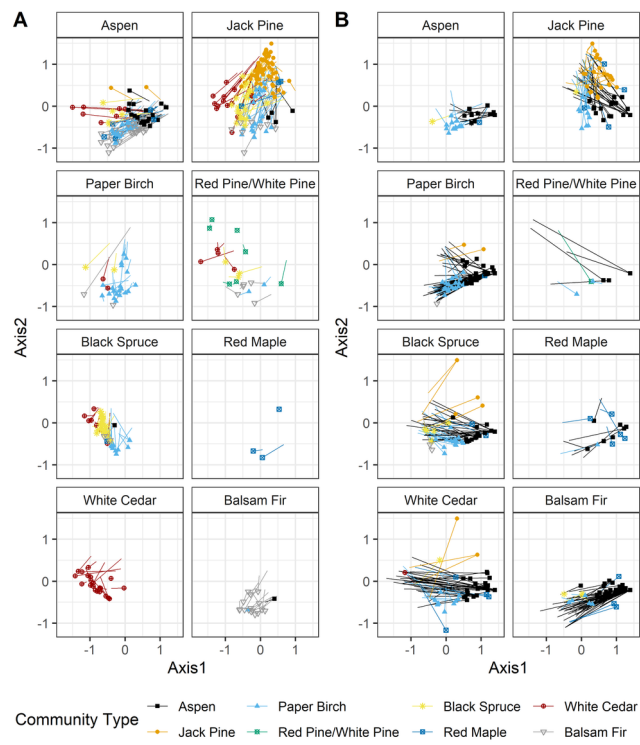 A
B
Aspen Jack Pine Aspen Jack Pine
1
0
-1
Paper Birch Red Pine/White Pine Paper Birch Red Pine/White Pine
1
0
-1
Axis2
Black Spruce Red Maple Black Spruce Red Maple
1
0
-1
White Cedar Balsam Fir White Cedar Balsam Fir
1
0
-1
-1 0 1 -1 0 1 -1 0 1 -1 0 1
Axis1 Axis1
Community Type
Aspen Paper Birch Black Spruce White Cedar
Jack Pine Red Pine/White Pine Red Maple Balsam Fir